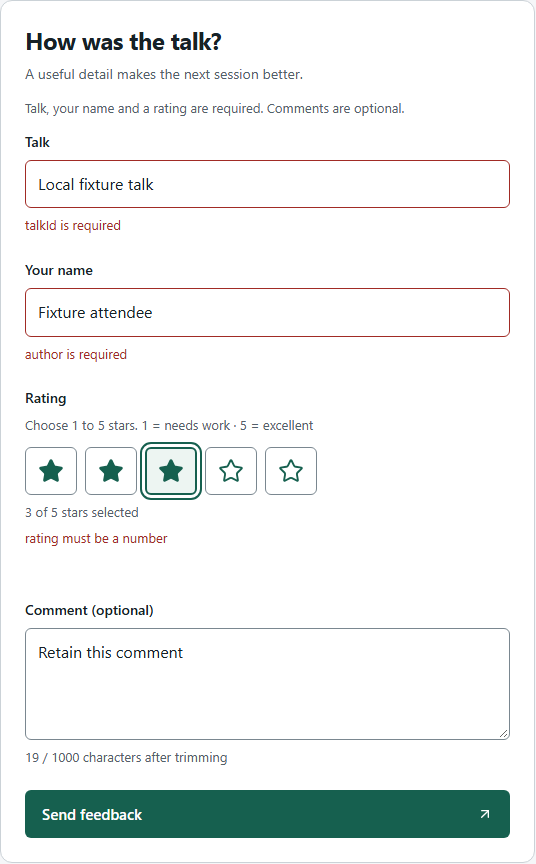 How was the talk?
A useful detail makes the next session better.
Talk, your name and a rating are required. Comments are optional.
Talk
Local fixture talk
talkId is required
Your name
Fixture attendee
author is required
Rating
Choose 1 to 5 stars. 1 = needs work · 5 = excellent
3 of 5 stars selected
rating must be a number
Comment (optional)
Retain this comment
19 / 1000 characters after trimming
Send feedback